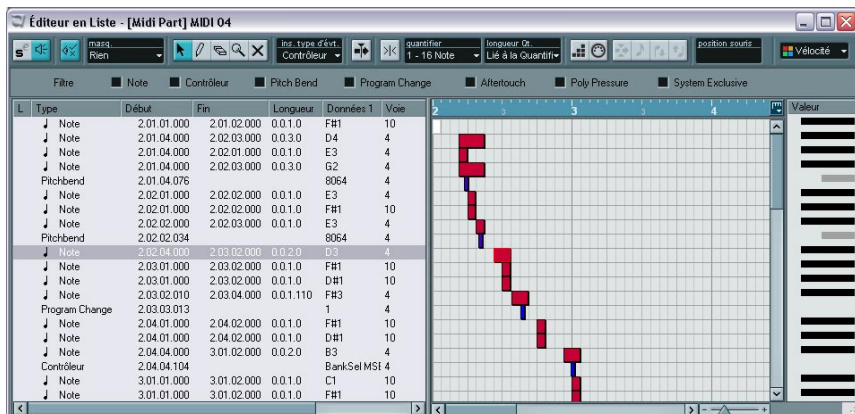 Éditeur en Liste - [Midi Part] MIDI 04
masq. ins. type d'évt. quantifier longueur Qt. position souris
Rien Contrôleur 1 - 16 Note Lié à la Quantifi Vélocité
Filtre Note Contrôleur Pitch Bend Program Change Aftertouch Poly Pressure System Exclusive
L Type Début Fin Longueur Données 1 Voie 2 3 3 3 4 Valeur
Note 2.01.01.000 2.01.02.000 0.0.1.0 F#1 10
Note 2.01.04.000 2.02.03.000 0.0.3.0 D4 4
Note 2.01.04.000 2.02.01.000 0.0.1.0 E3 4
Note 2.01.04.000 2.02.03.000 0.0.3.0 G2 4
Pitchbend 2.01.04.076 8064 4
Note 2.02.01.000 2.02.02.000 0.0.1.0 E3 4
Note 2.02.01.000 2.02.02.000 0.0.1.0 F#1 10
Note 2.02.02.000 2.02.03.000 0.0.1.0 E3 4
Pitchbend 2.02.02.034 8064 4
Note 2.02.04.000 2.03.02.000 0.0.2.0 D3 4
Note 2.03.01.000 2.03.02.000 0.0.1.0 F#1 10
Note 2.03.01.000 2.03.02.000 0.0.1.0 D#1 10
Note 2.03.02.010 2.03.04.000 0.0.1.110 F#3 4
Program Change 2.03.03.013 1 4
Note 2.04.01.000 2.04.02.000 0.0.1.0 F#1 10
Note 2.04.01.000 2.04.02.000 0.0.1.0 D#1 10
Note 2.04.04.000 3.01.02.000 0.0.2.0 B3 4
Contrôleur 2.04.04.104 BankSel MSE 4
Note 3.01.01.000 3.01.02.000 0.0.1.0 C1 10
Note 3.01.01.000 3.01.02.000 0.0.1.0 F#1 10